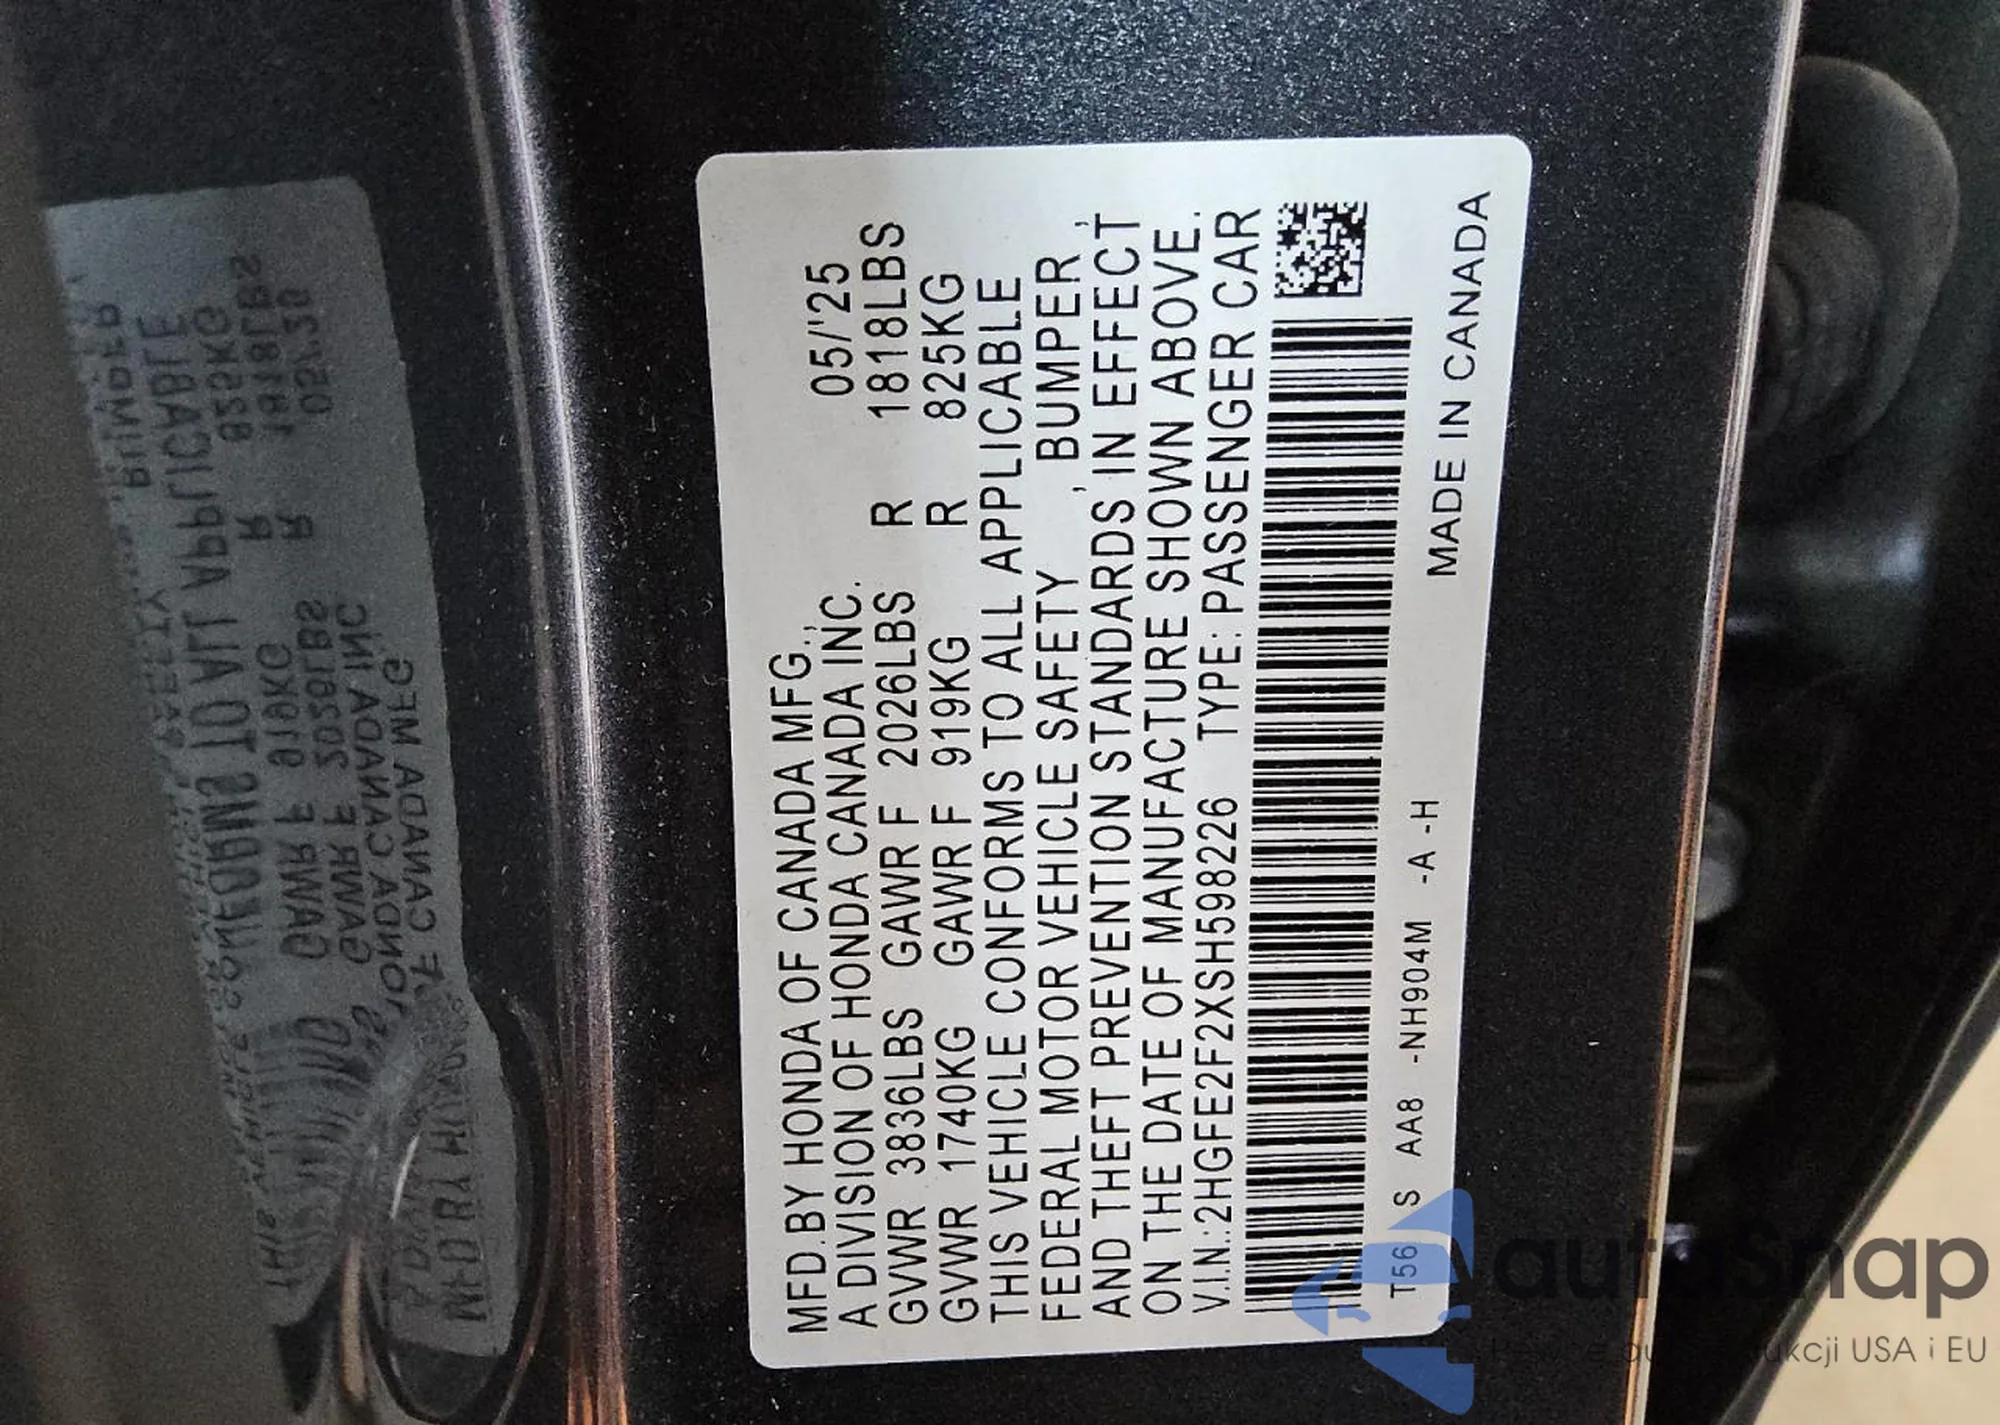 MFD.BY HONDA OF CANADA MFG.,
A DIVISION OF HONDA CANADA INC. 05/'25
GVWR 3836LBS GAWR F 2026LBS R 1818LBS
GVWR 1740KG GAWR F 919KG R 825KG
THIS VEHICLE CONFORMS TO ALL APPLICABLE
FEDERAL MOTOR VEHICLE SAFETY , BUMPER ,
AND THEFT PREVENTION STANDARDS IN EFFECT
ON THE DATE OF MANUFACTURE SHOWN ABOVE.
V.I.N.:2HGFE2F2XSH598226 TYPE: PASSENGER CAR
T56 S AA8 -NH904M -A -H MADE IN CANADA
autoSnap
USA i EU